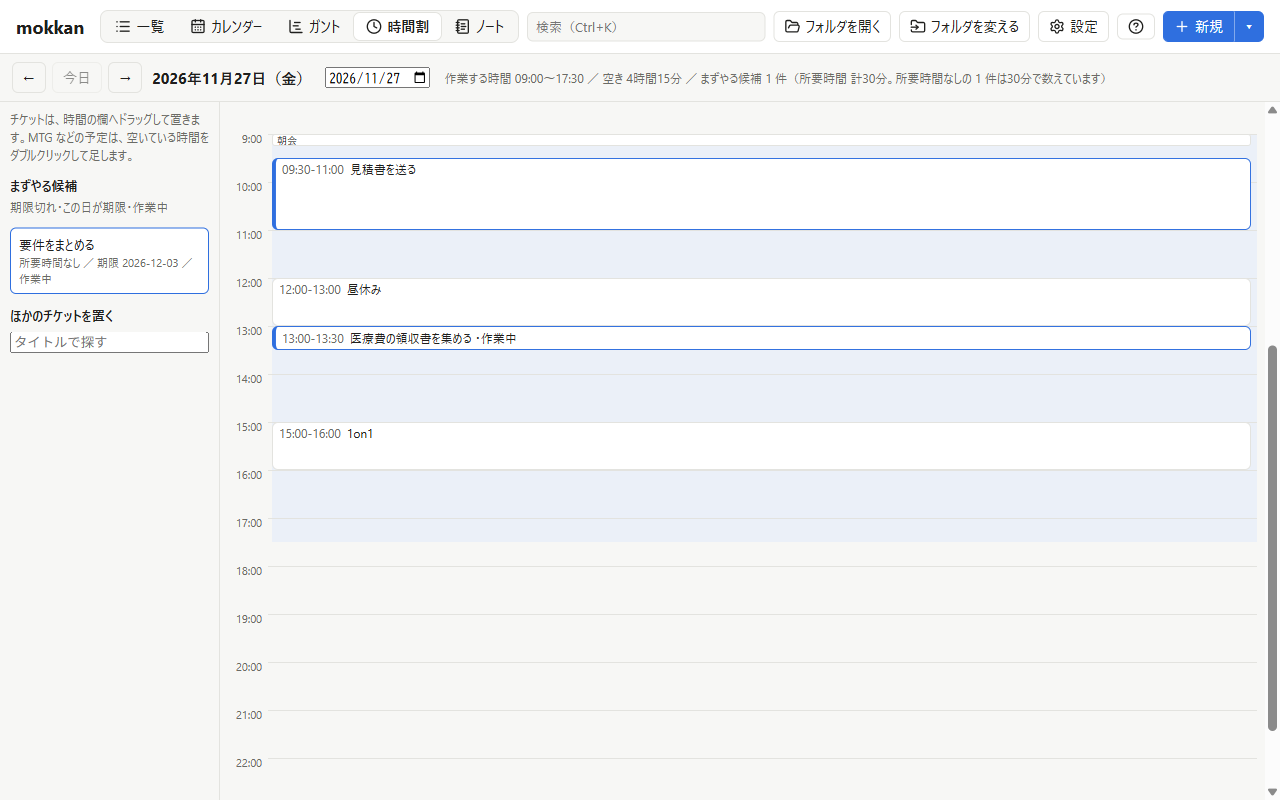 mokkan
一覧
カレンダー
ガント
時間割
ノート
検索（Ctrl+K）
フォルダを開く
フォルダを変える
設定
新規
← 今日 →
2026年11月27日（金）
2026/11/27
作業する時間 09:00～17:30 ／ 空き 4時間15分 ／ まずやる候補 1 件（所要時間 計30分。所要時間なしの 1 件は30分で数えています）
チケットは、時間の欄へドラッグして置きま
す。MTG などの予定は、空いている時間を
ダブルクリックして足します。
まずやる候補
期限切れ・この日が期限・作業中
要件をまとめる
所要時間なし ／ 期限 2026-12-03 ／
作業中
ほかのチケットを置く
タイトルで探す
9:00
朝会
09:30-11:00 見積書を送る
10:00
11:00
12:00
12:00-13:00 昼休み
13:00
13:00-13:30 医療費の領収書を集める・作業中
14:00
15:00
15:00-16:00 1on1
16:00
17:00
18:00
19:00
20:00
21:00
22:00